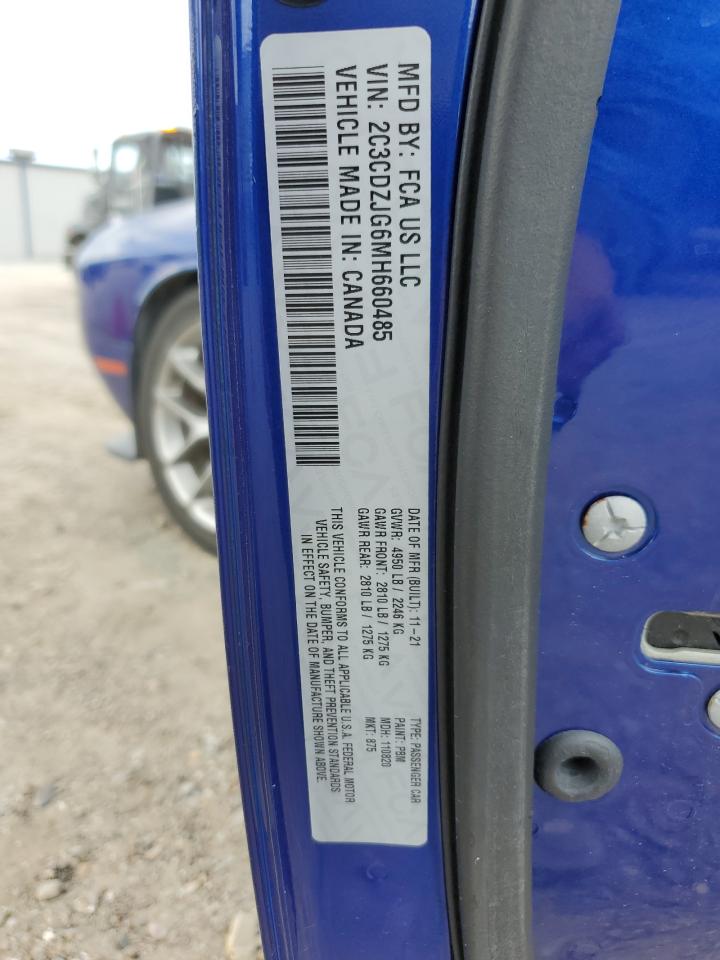 MFD BY: FCA US LLC
VIN: 2C3CDZJG6MH660485
VEHICLE MADE IN: CANADA
DATE OF MFR (BUILT): 11-21
GVWR: 4950 LB / 2246 KG
GAWR FRONT: 2810 LB / 1275 KG
GAWR REAR: 2810 LB / 1275 KG
TYPE: PASSENGER CAR
PAINT: PBM
MDH: 110820
MKT: 875
THIS VEHICLE CONFORMS TO ALL APPLICABLE U.S.A. FEDERAL MOTOR
VEHICLE SAFETY, BUMPER, AND THEFT PREVENTION STANDARDS
IN EFFECT ON THE DATE OF MANUFACTURE SHOWN ABOVE.